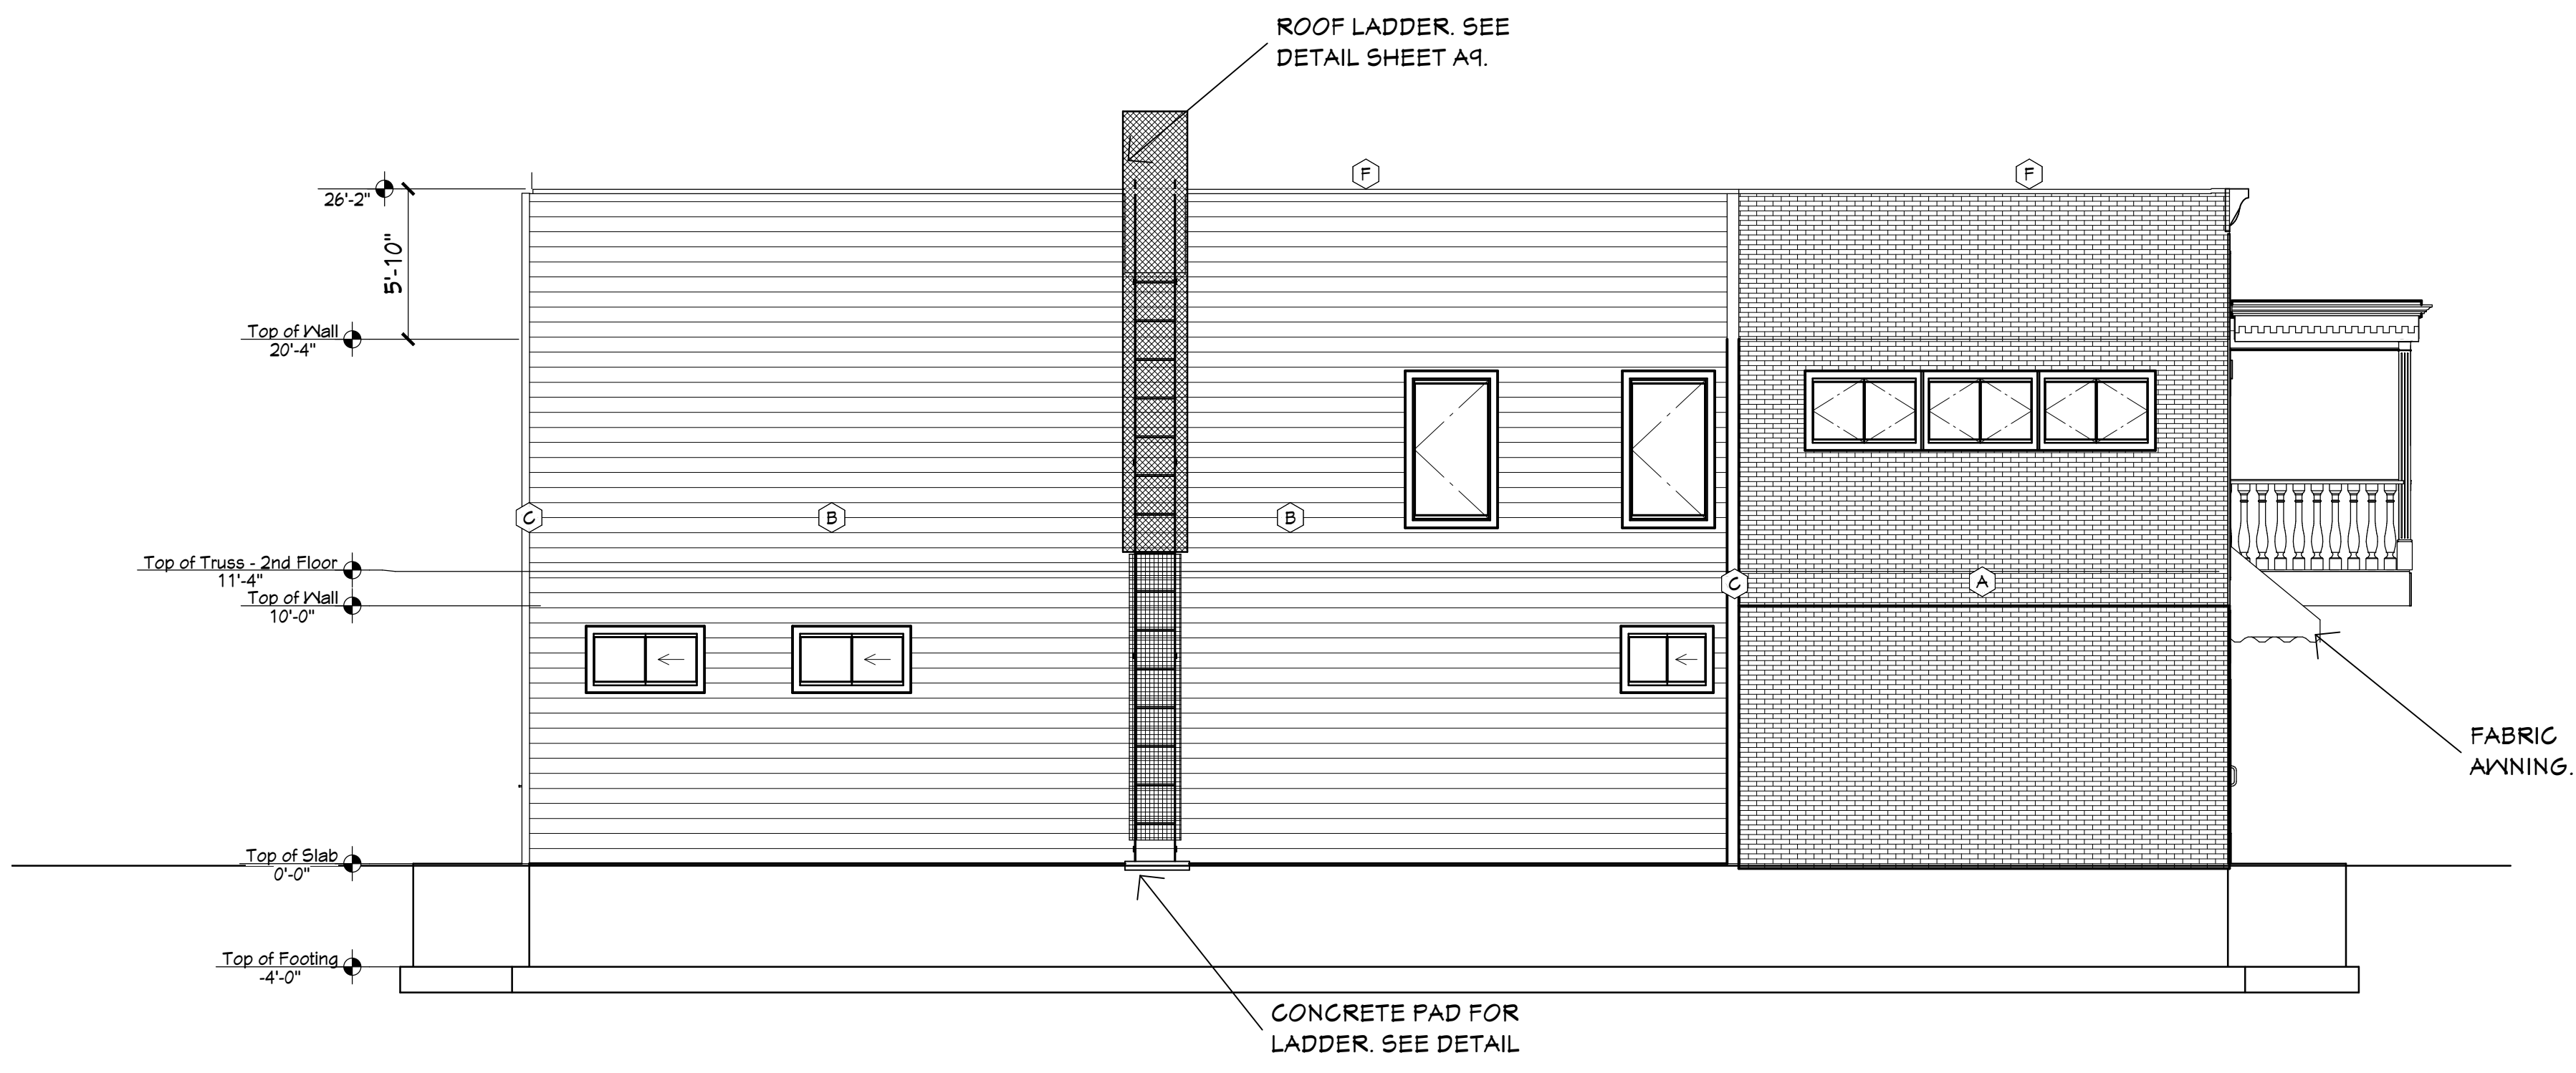 ROOF LADDER. SEE
DETAIL SHEET A9.
F
F
26'-2"
5'-10"
Top of Wall
20'-4"
C
B
B
Top of Truss - 2nd Floor
11'-4"
C
A
Top of Wall
10'-0"
FABRIC
AWNING.
Top of Slab
0'-0"
Top of Footing
-4'-0"
CONCRETE PAD FOR
LADDER. SEE DETAIL